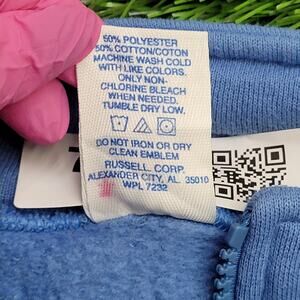 50% POLYESTER
50% COTTON/COTON
MACHINE WASH COLD
WITH LIKE COLORS.
ONLY NON-
CHLORINE BLEACH
WHEN NEEDED.
TUMBLE DRY LOW.
DO NOT IRON OR DRY
CLEAN EMBLEM
RUSSELL CORP.
ALEXANDER CITY, AL. 35010
WPL 7232